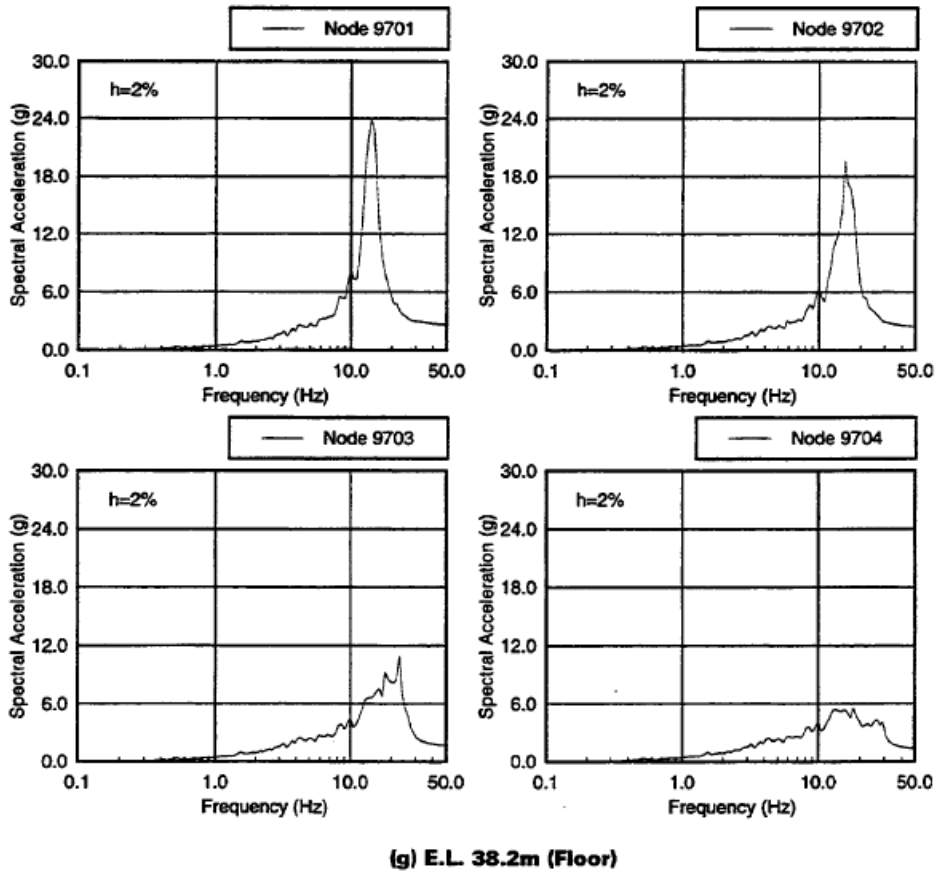 Node 9701
30.0
h=2%
24.0
18.0
12.0
6.0
0.0
Spectral Acceleration (g)
0.1
1.0
10.0
50.0
Frequency (Hz)
Node 9702
30.0
h=2%
24.0
18.0
12.0
6.0
0.0
Spectral Acceleration (g)
0.1
1.0
10.0
50.0
Frequency (Hz)
Node 9703
30.0
h=2%
24.0
18.0
12.0
6.0
0.0
Spectral Acceleration (g)
0.1
1.0
10.0
50.0
Frequency (Hz)
Node 9704
30.0
h=2%
24.0
18.0
12.0
6.0
0.0
Spectral Acceleration (g)
0.1
1.0
10.0
50.0
Frequency (Hz)
(g) E.L. 38.2m (Floor)